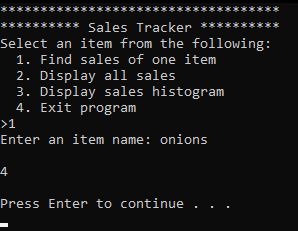 ***********************************
********** Sales Tracker **********
Select an item from the following:
  1. Find sales of one item
  2. Display all sales
  3. Display sales histogram
  4. Exit program
>1
Enter an item name: onions
4
Press Enter to continue . . .